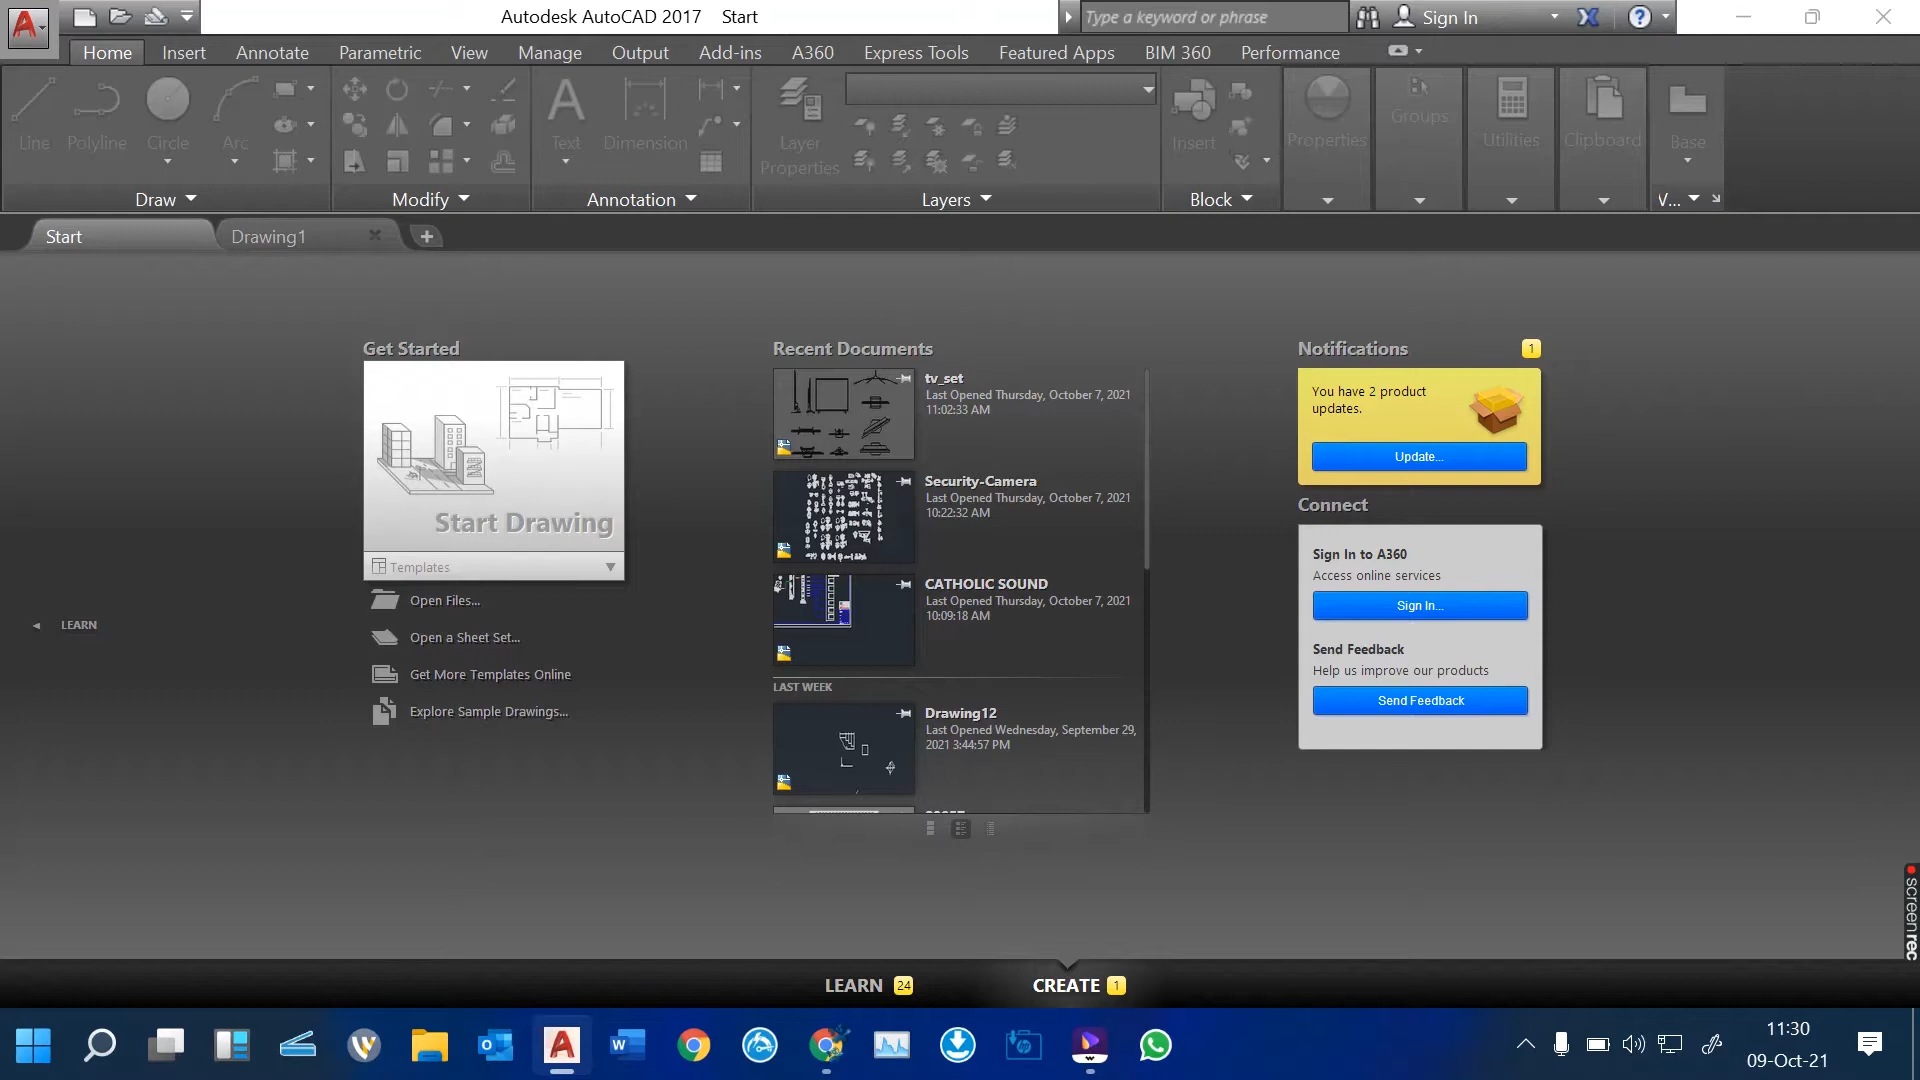 Autodesk AutoCAD 2017 Start
Type a keyword or phrase
Sign In
Home Insert Annotate Parametric View Manage Output Add-ins A360 Express Tools Featured Apps BIM 360 Performance
Line Polyline Circle Arc
Text Dimension
Layer
Properties
Insert
Properties
Groups
Utilities
Clipboard
Base
Draw Modify Annotation Layers Block V...
Start Drawing1
Get Started
Start Drawing
Templates
Open Files...
Open a Sheet Set...
Get More Templates Online
Explore Sample Drawings...
LEARN
Recent Documents
tv_set
Last Opened Thursday, October 7, 2021
11:02:33 AM
Security-Camera
Last Opened Thursday, October 7, 2021
10:22:32 AM
CATHOLIC SOUND
Last Opened Thursday, October 7, 2021
10:09:18 AM
LAST WEEK
Drawing12
Last Opened Wednesday, September 29,
2021 3:44:57 PM
Notifications 1
You have 2 product
updates.
Update...
Connect
Sign In to A360
Access online services
Sign In...
Send Feedback
Help us improve our products
Send Feedback
screenrec
LEARN 24 CREATE 1
11:30
09-Oct-21